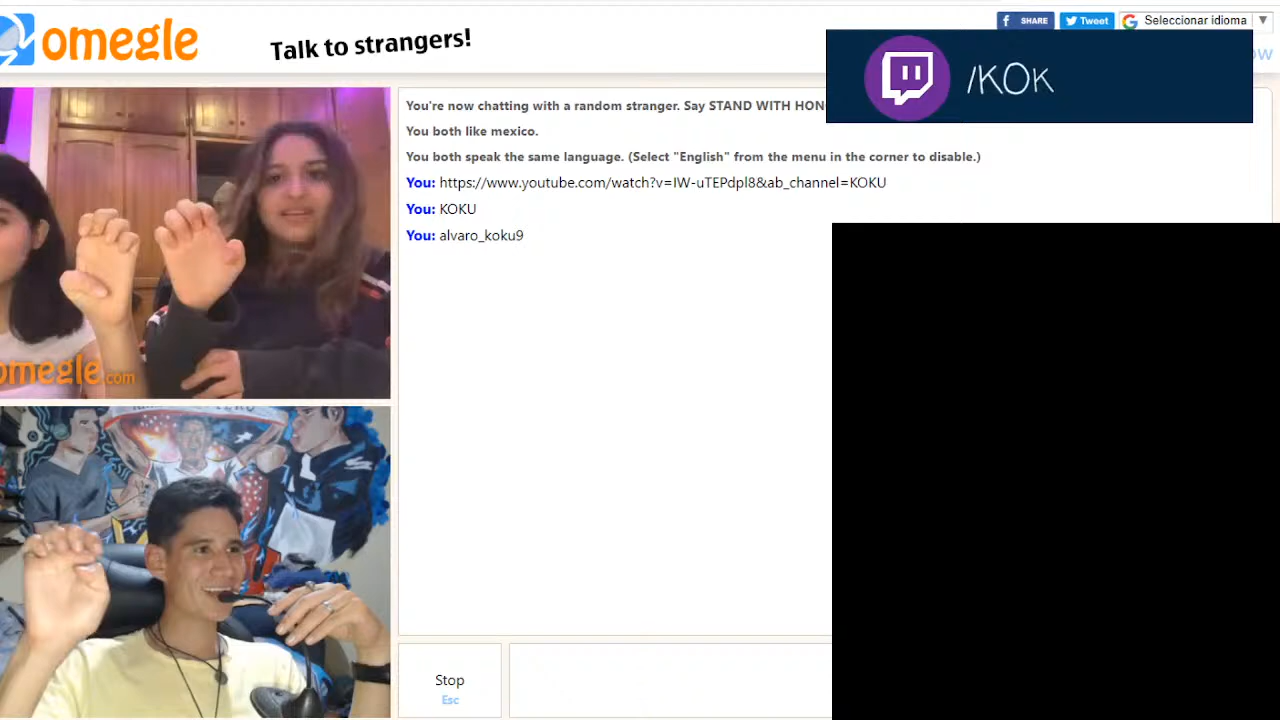 omegle
Talk to strangers!
SHARE
Tweet
Seleccionar idioma
/KOK
You're now chatting with a random stranger. Say STAND WITH HON
You both like mexico.
You both speak the same language. (Select "English" from the menu in the corner to disable.)
You: https://www.youtube.com/watch?v=IW-uTEPdpl8&ab_channel=KOKU
You: KOKU
You: alvaro_koku9
omegle.com
Stop
Esc